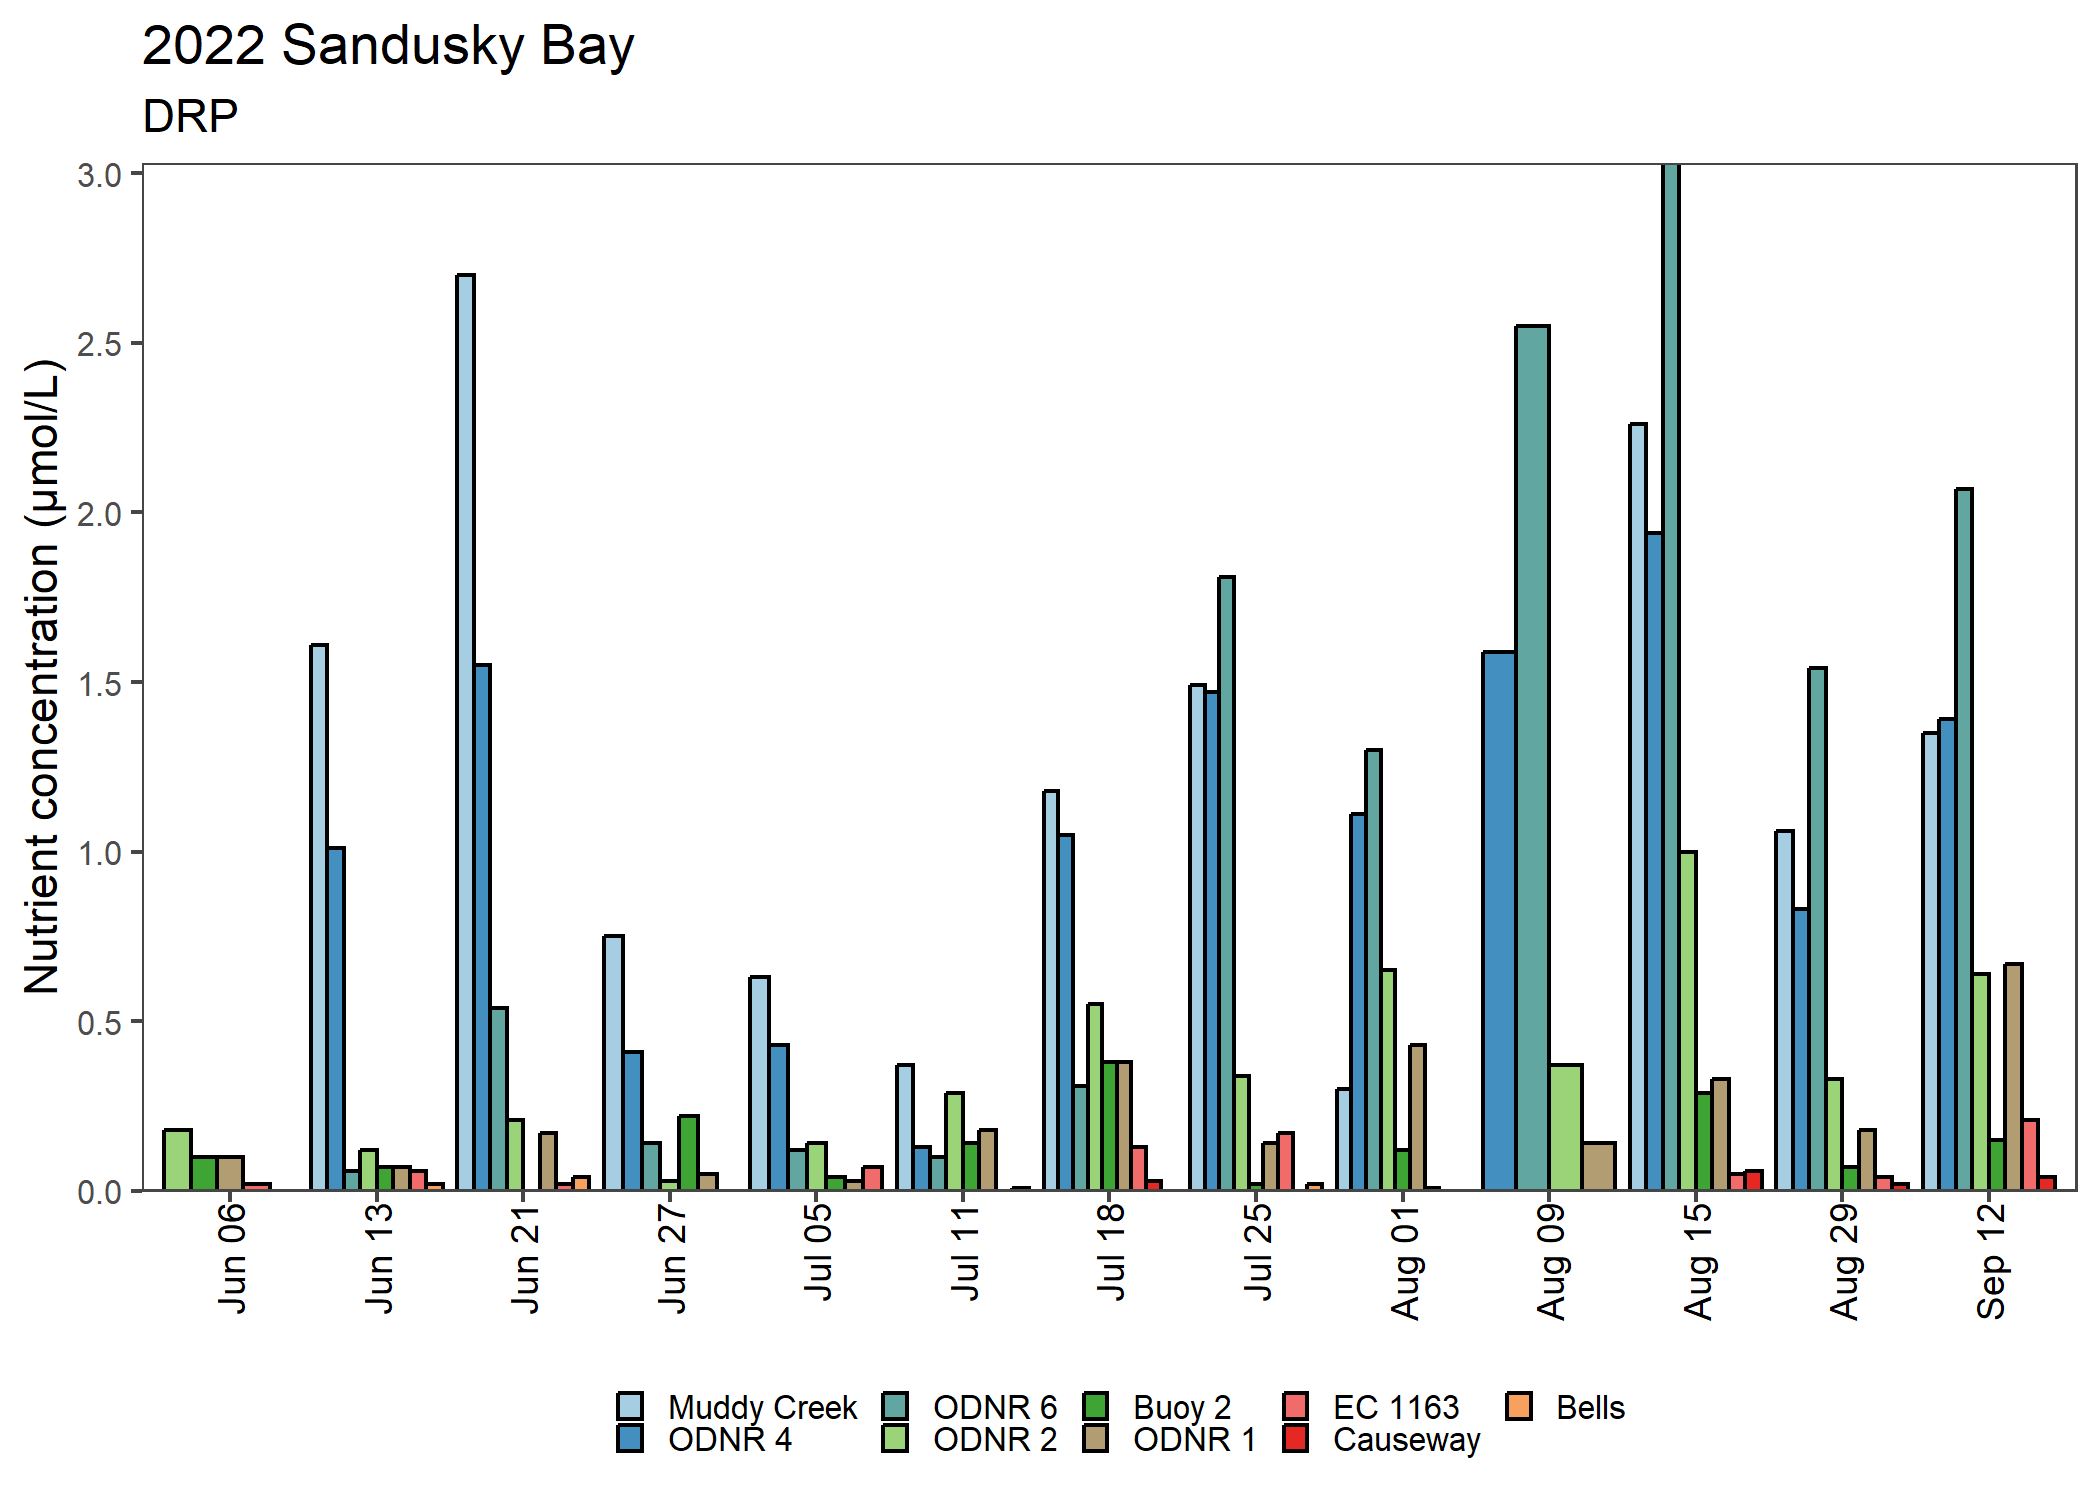 2022 Sandusky Bay
DRP
Nutrient concentration (µmol/L)
3.0
2.5
2.0
1.5
1.0
0.5
0.0
Jun 06
Jun 13
Jun 21
Jun 27
Jul 05
Jul 11
Jul 18
Jul 25
Aug 01
Aug 09
Aug 15
Aug 29
Sep 12
Muddy Creek ODNR 6 Buoy 2 EC 1163 Bells
ODNR 4 ODNR 2 ODNR 1 Causeway